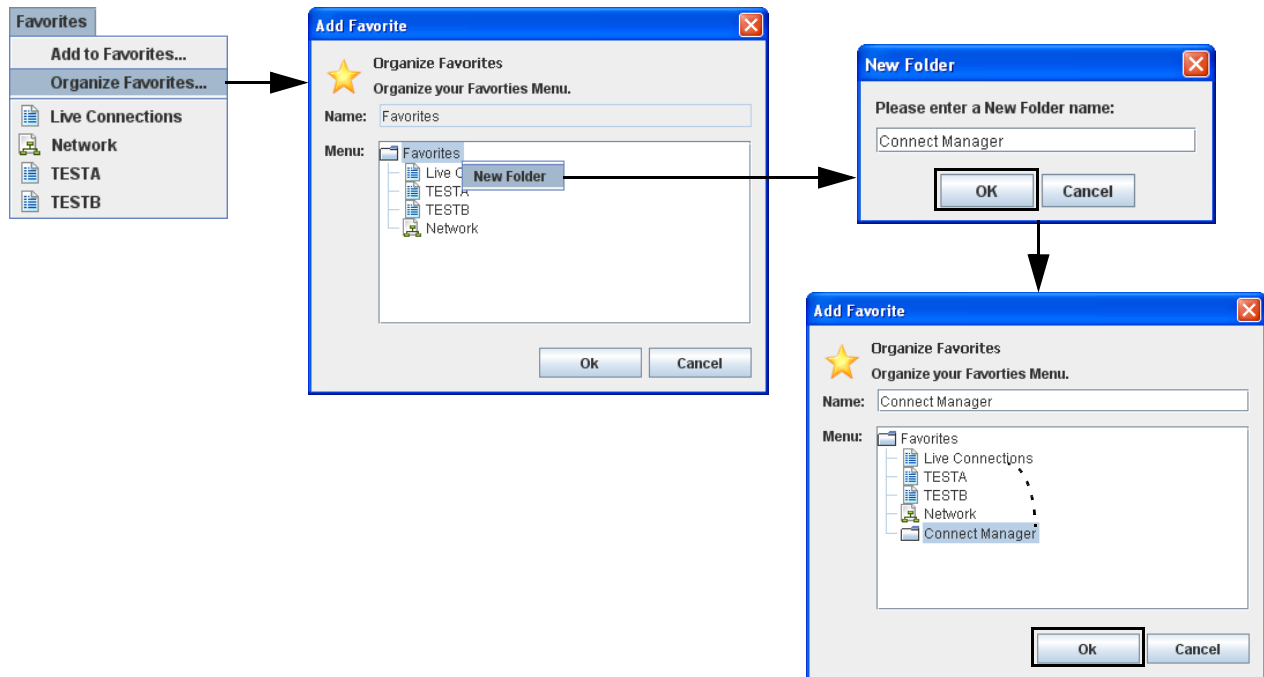 Favorites
Add to Favorites...
Organize Favorites...
Live Connections
Network
TESTA
TESTB
Add Favorite
Organize Favorites
Organize your Favorties Menu.
Name: Favorites
Menu: Favorites
Live C
New Folder
TESTA
TESTB
Network
Ok Cancel
New Folder
Please enter a New Folder name:
Connect Manager
OK Cancel
Add Favorite
Organize Favorites
Organize your Favorties Menu.
Name: Connect Manager
Menu: Favorites
Live Connections
TESTA
TESTB
Network
Connect Manager
Ok Cancel